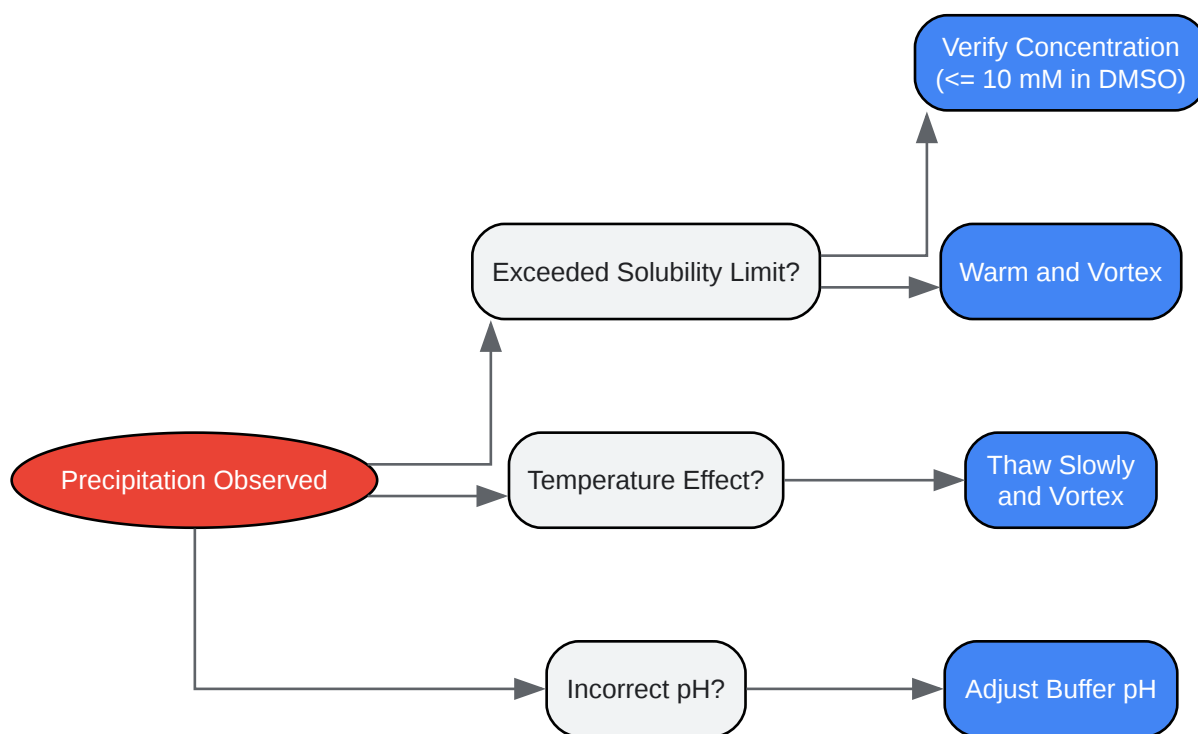 Verify Concentration
(<= 10 mM in DMSO)
Exceeded Solubility Limit?
Warm and Vortex
Precipitation Observed
Temperature Effect?
Thaw Slowly
and Vortex
Incorrect pH?
Adjust Buffer pH